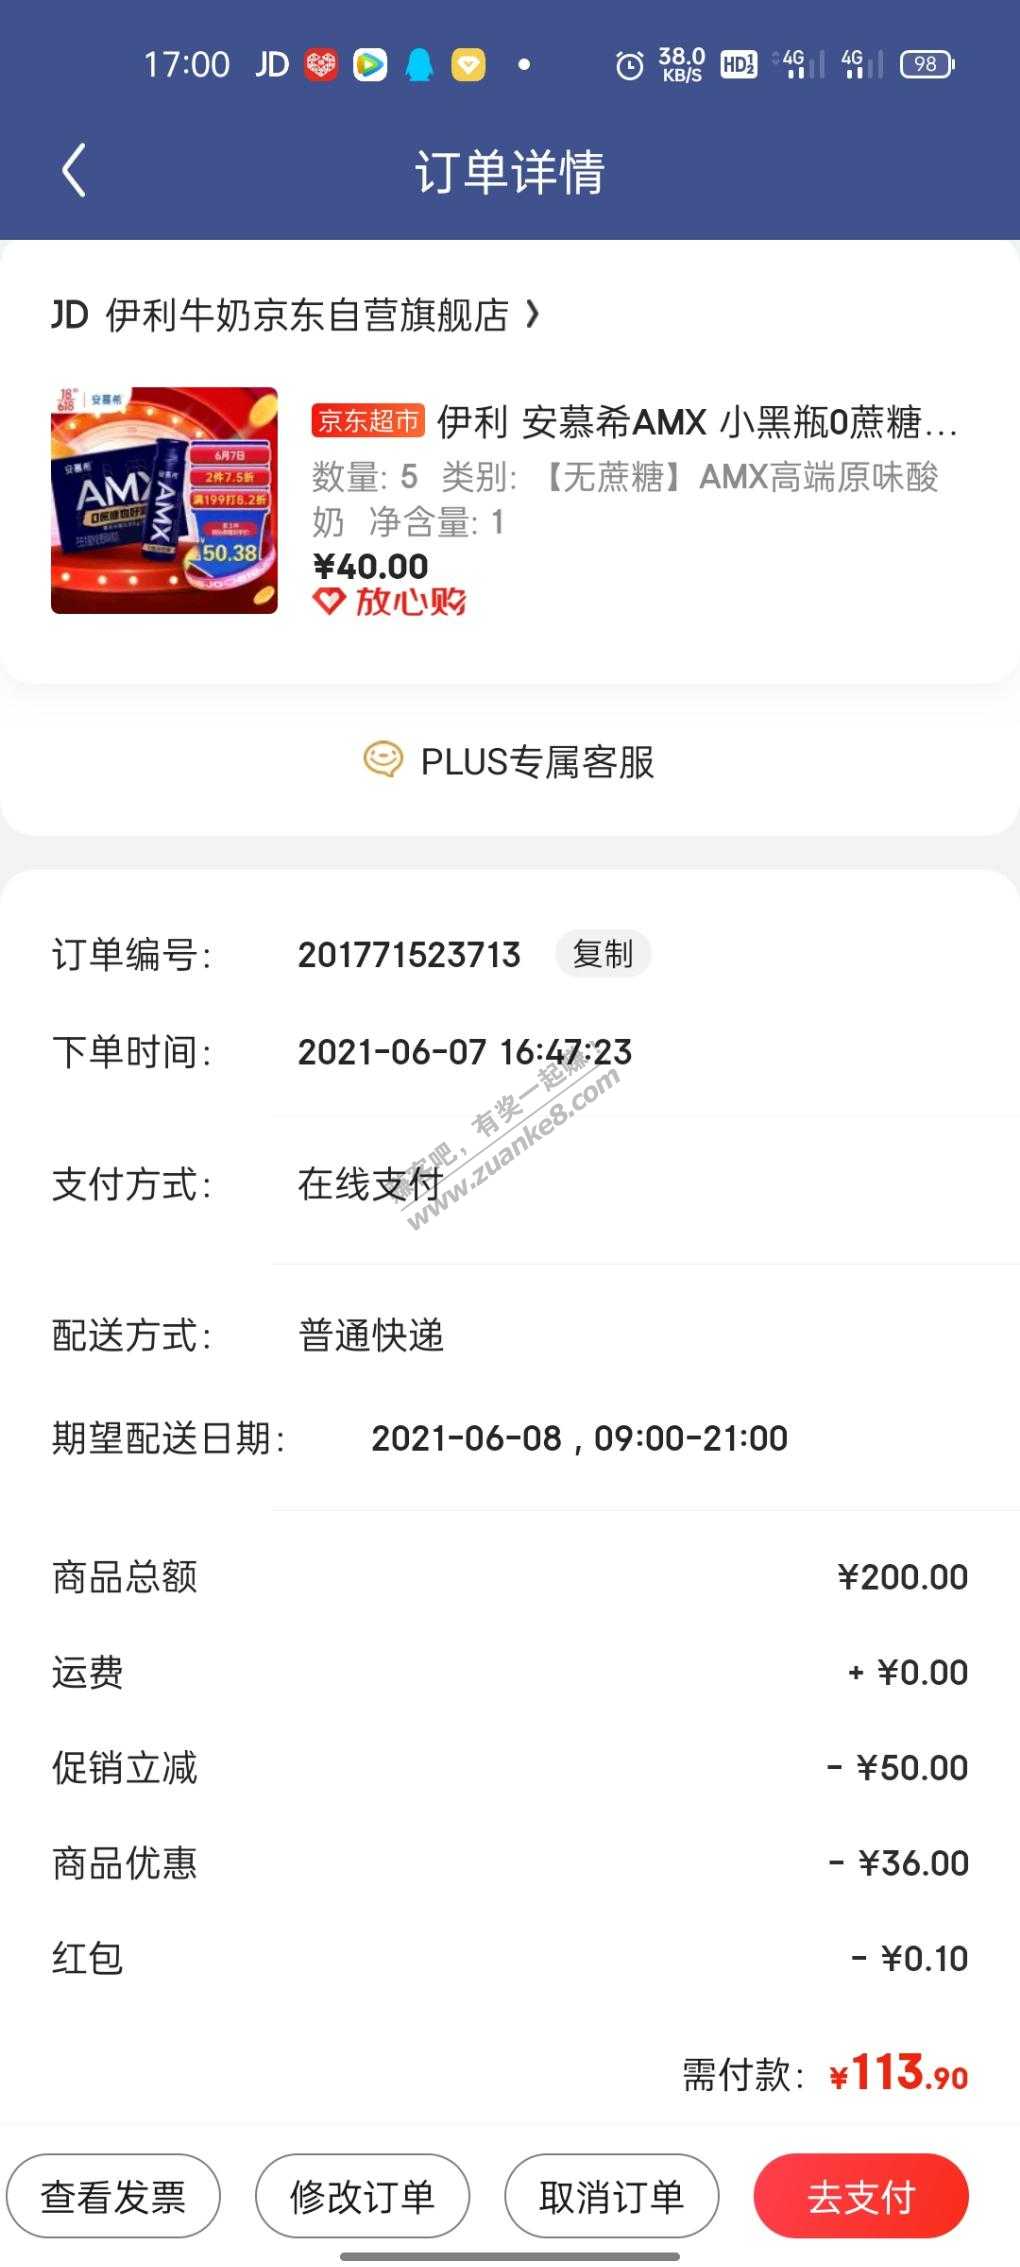 17:00 JD 38.0 KB/S HD 1 2 4G 4G 98
订单详情
JD 伊利牛奶京东自营旗舰店
京东超市 伊利 安慕希AMX 小黑瓶0蔗糖...
数量: 5 类别: 【无蔗糖】AMX高端原味酸
奶 净含量: 1
¥40.00
放心购
618
安慕希
安慕希
AMX
AMX
6月7日
2件7.5折
满199打8.2折
50.38
PLUS专属客服
订单编号: 201771523713 复制
下单时间: 2021-06-07 16:47:23
赚客吧，有奖一起赚！
www.zuanke8.com
支付方式: 在线支付
配送方式: 普通快递
期望配送日期: 2021-06-08 , 09:00-21:00
商品总额 ¥200.00
运费 + ¥0.00
促销立减 - ¥50.00
商品优惠 - ¥36.00
红包 - ¥0.10
需付款: ¥113.90
查看发票 修改订单 取消订单 去支付